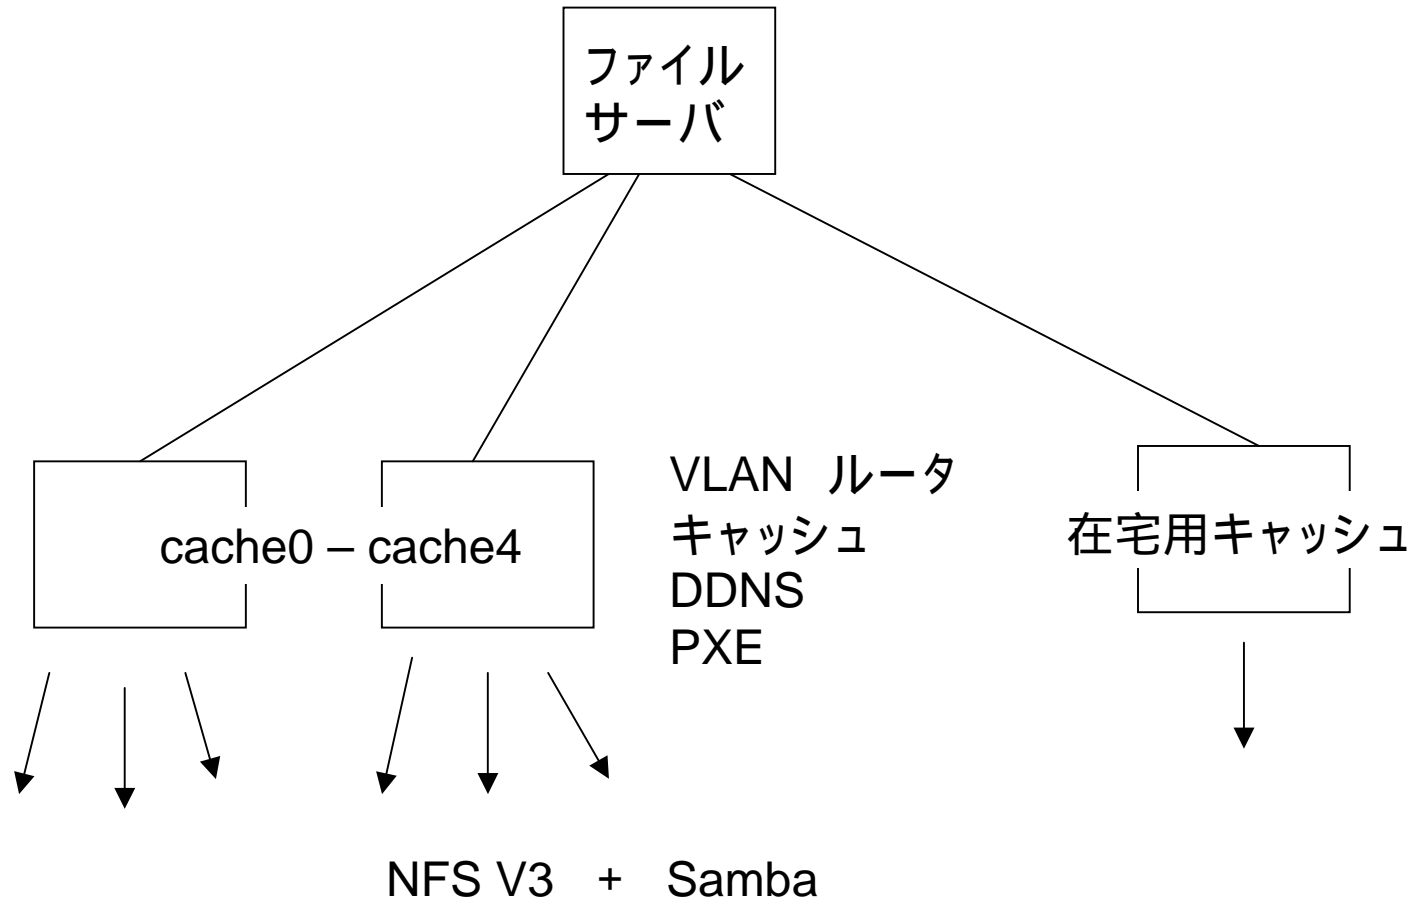 ファイル
サーバ
cache0 – cache4
VLAN ルータ
キャッシュ
DDNS
PXE
在宅用キャッシュ
NFS V3 + Samba